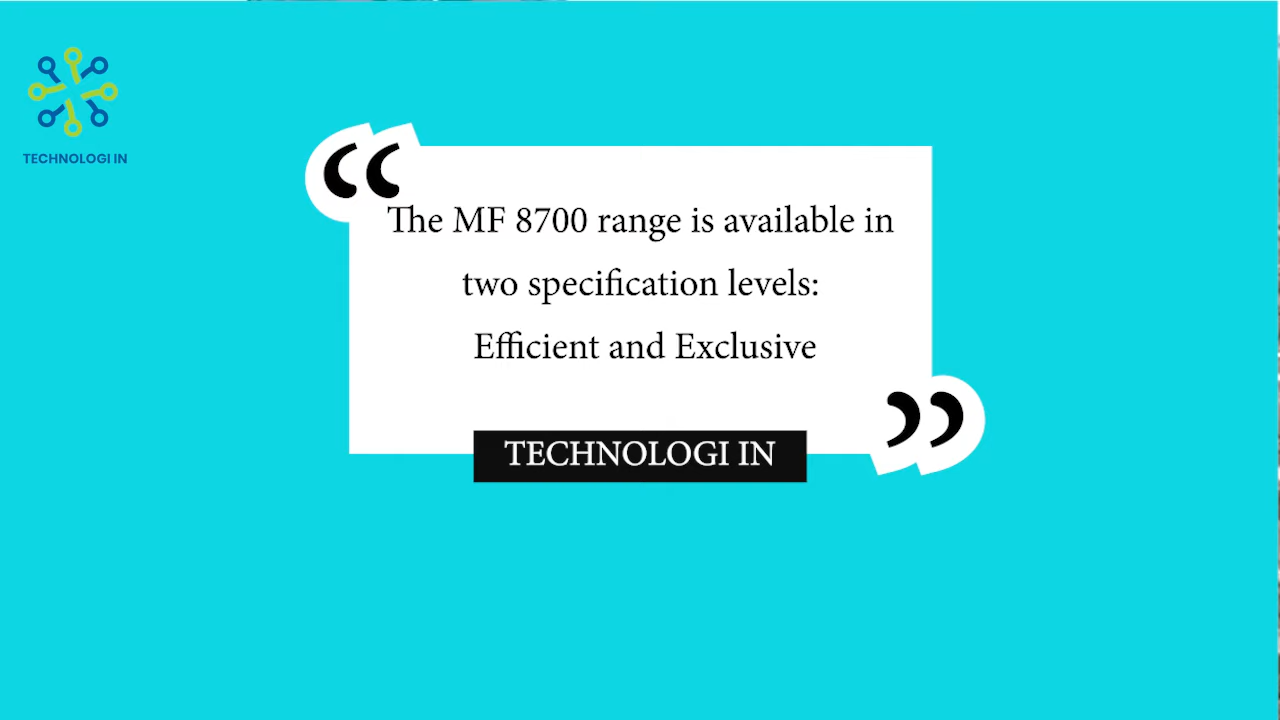 TECHNOLOGI IN
The MF 8700 range is available in
two specification levels:
Efficient and Exclusive
TECHNOLOGI IN